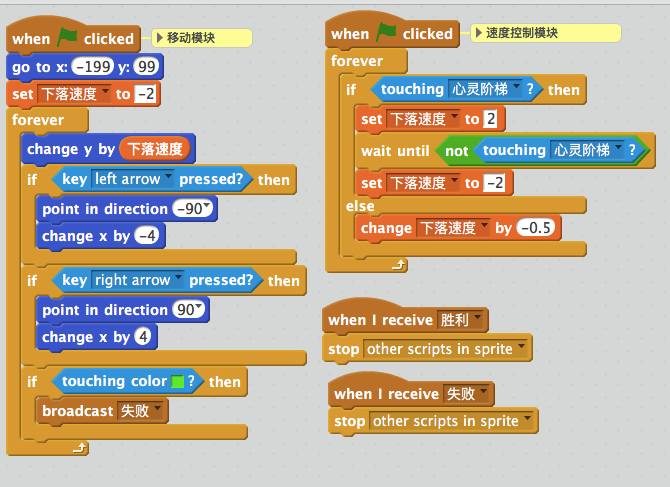 when clicked
移动模块
go to x: -199 y: 99
set 下落速度 to -2
forever
change y by 下落速度
if key left arrow pressed? then
point in direction -90
change x by -4
if key right arrow pressed? then
point in direction 90
change x by 4
if touching color ? then
broadcast 失败
when clicked
速度控制模块
forever
if touching 心灵阶梯 ? then
set 下落速度 to 2
wait until not touching 心灵阶梯 ?
set 下落速度 to -2
else
change 下落速度 by -0.5
when I receive 胜利
stop other scripts in sprite
when I receive 失败
stop other scripts in sprite